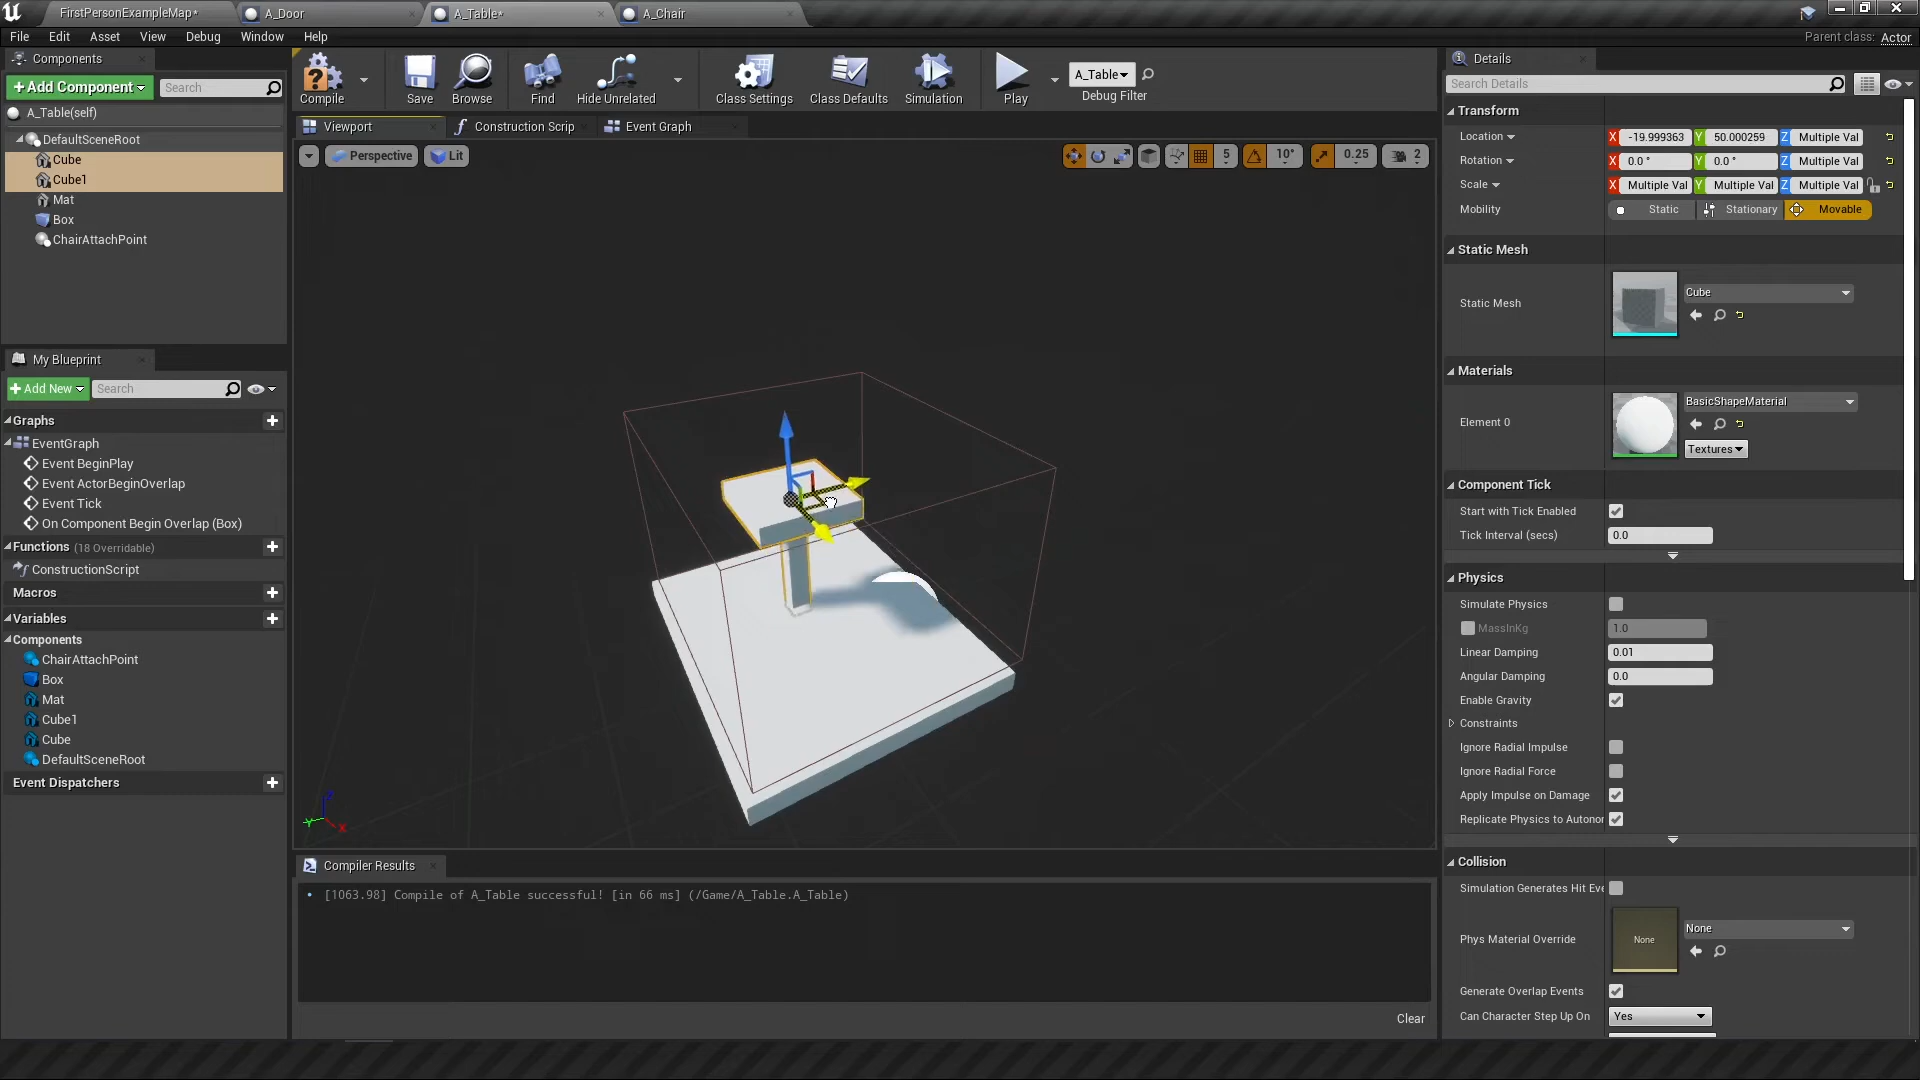 FirstPersonExampleMap*
A_Door
A_Table*
A_Chair
File
Edit
Asset
View
Debug
Window
Help
Parent class:
Actor
Components
+Add Component
Search
A_Table(self)
DefaultSceneRoot
Cube
Cube1
Mat
Box
ChairAttachPoint
My Blueprint
+Add New
Search
Graphs
EventGraph
Event BeginPlay
Event ActorBeginOverlap
Event Tick
On Component Begin Overlap (Box)
Functions (18 Overridable)
ConstructionScript
Macros
Variables
Components
ChairAttachPoint
Box
Mat
Cube1
Cube
DefaultSceneRoot
Event Dispatchers
Compile
Save
Browse
Find
Hide Unrelated
Class Settings
Class Defaults
Simulation
Play
A_Table
Debug Filter
Viewport
Construction Scrip
Event Graph
Perspective
Lit
5
10°
0.25
2
Z
Y
X
Compiler Results
• [1063.98] Compile of A_Table successful! [in 66 ms] (/Game/A_Table.A_Table)
Clear
Details
Search Details
Transform
Location
X -19.999363
Y 50.000259
Z Multiple Val
Rotation
X 0.0 °
Y 0.0 °
Z Multiple Val
Scale
X Multiple Val
Y Multiple Val
Z Multiple Val
Mobility
Static
Stationary
Movable
Static Mesh
Static Mesh
Cube
Materials
Element 0
BasicShapeMaterial
Textures
Component Tick
Start with Tick Enabled
Tick Interval (secs)
0.0
Physics
Simulate Physics
MassInKg
1.0
Linear Damping
0.01
Angular Damping
0.0
Enable Gravity
Constraints
Ignore Radial Impulse
Ignore Radial Force
Apply Impulse on Damage
Replicate Physics to Autonor
Collision
Simulation Generates Hit Eve
Phys Material Override
None
None
Generate Overlap Events
Can Character Step Up On
Yes